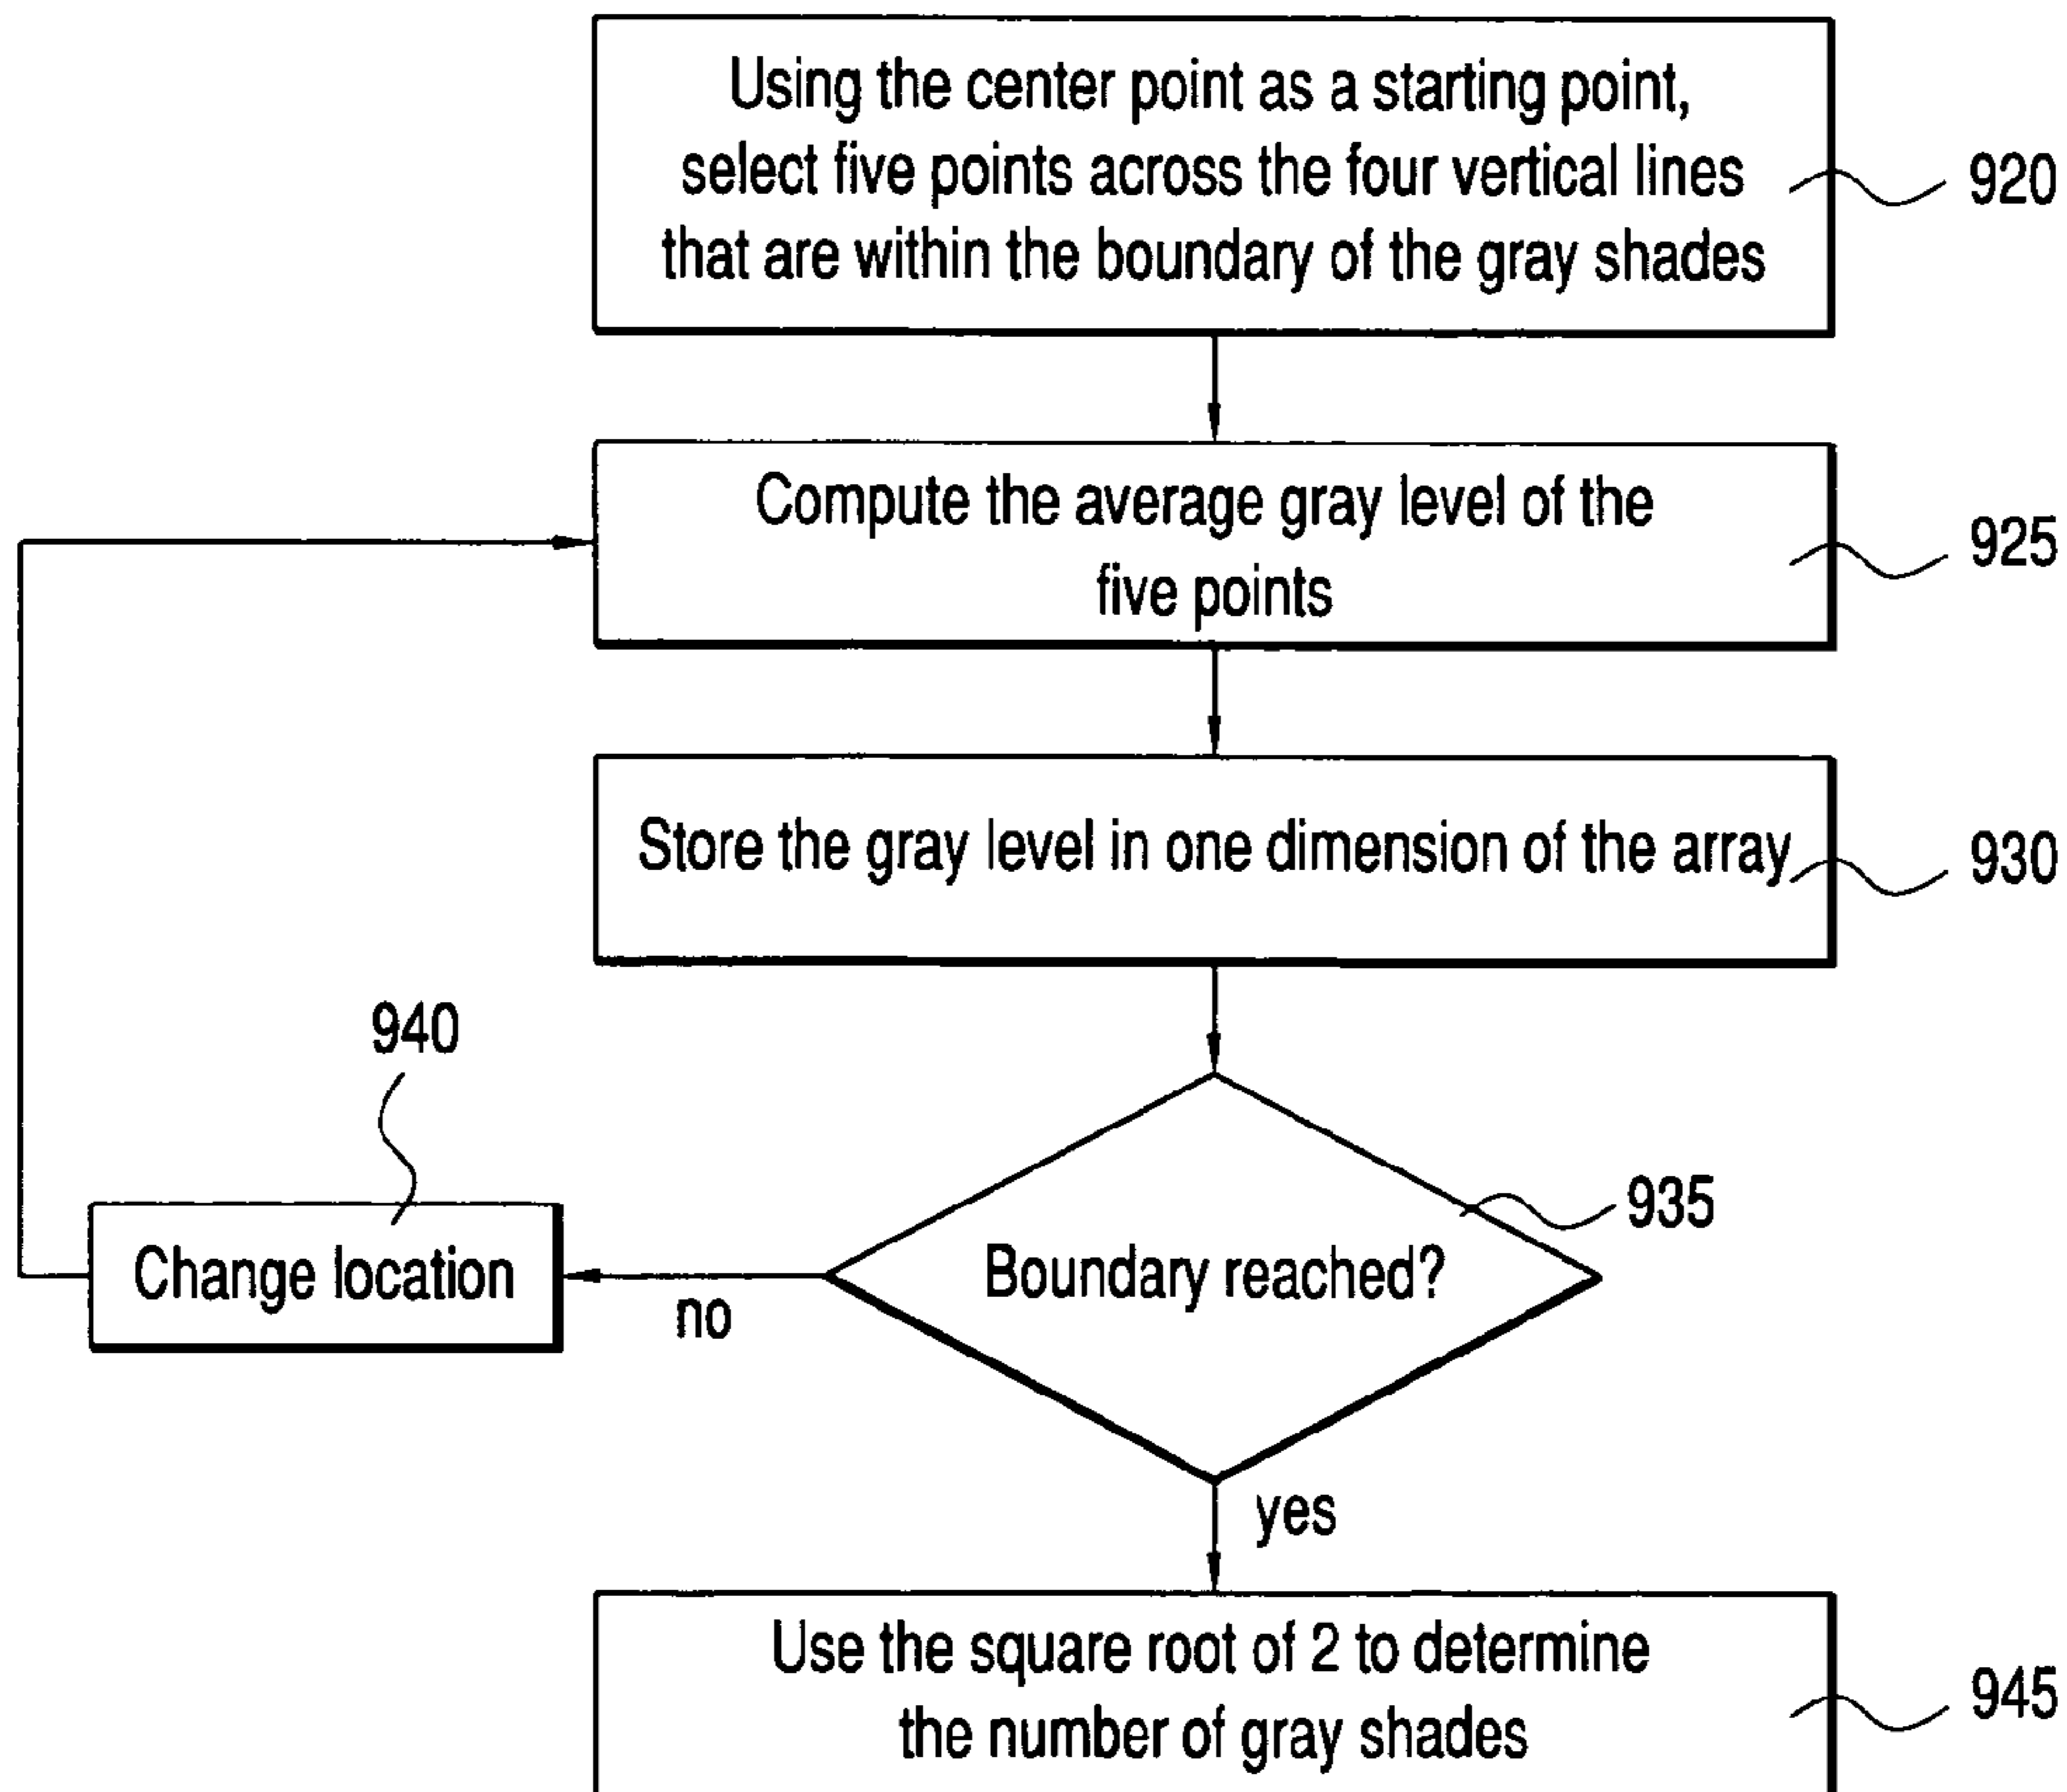 Using the center point as a starting point,
select five points across the four vertical lines
that are within the boundary of the gray shades
920
Compute the average gray level of the
five points
925
Store the gray level in one dimension of the array
930
940
935
Change location
no
Boundary reached?
yes
Use the square root of 2 to determine
the number of gray shades
945